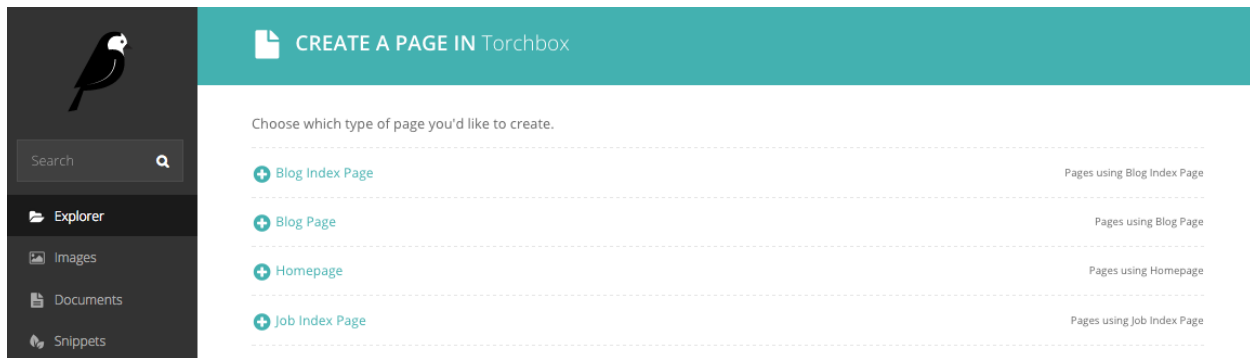 CREATE A PAGE IN Torchbox
Search
Explorer
Images
Documents
Snippets
Choose which type of page you'd like to create.
Blog Index Page
Pages using Blog Index Page
Blog Page
Pages using Blog Page
Homepage
Pages using Homepage
Job Index Page
Pages using Job Index Page